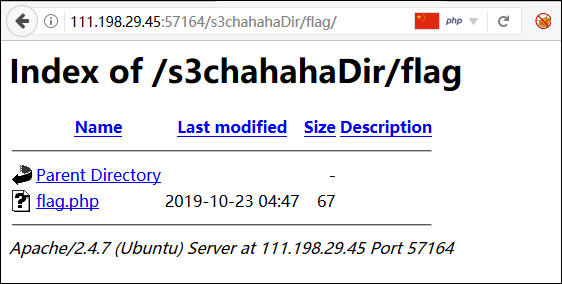 111.198.29.45:57164/s3chahahaDir/flag/ php
Index of /s3chahahaDir/flag
Name Last modified Size Description
Parent Directory -
flag.php 2019-10-23 04:47 67
Apache/2.4.7 (Ubuntu) Server at 111.198.29.45 Port 57164